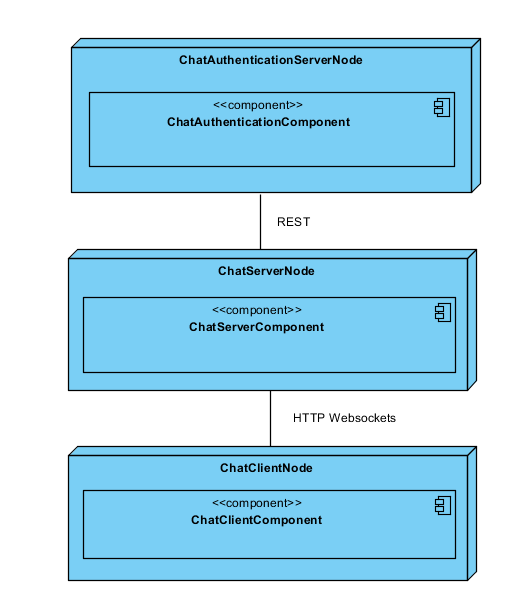 ChatAuthenticationServerNode
<<component>>
ChatAuthenticationComponent
REST
ChatServerNode
<<component>>
ChatServerComponent
HTTP Websockets
ChatClientNode
<<component>>
ChatClientComponent